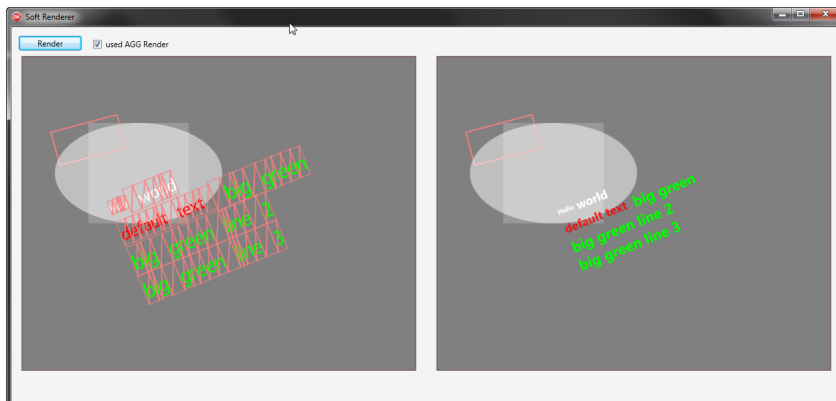 Soft Renderer
Render
used AGG Render
world
default text big green
big green line 2
big green line 3
Hello world
default text big green
big green line 2
big green line 3